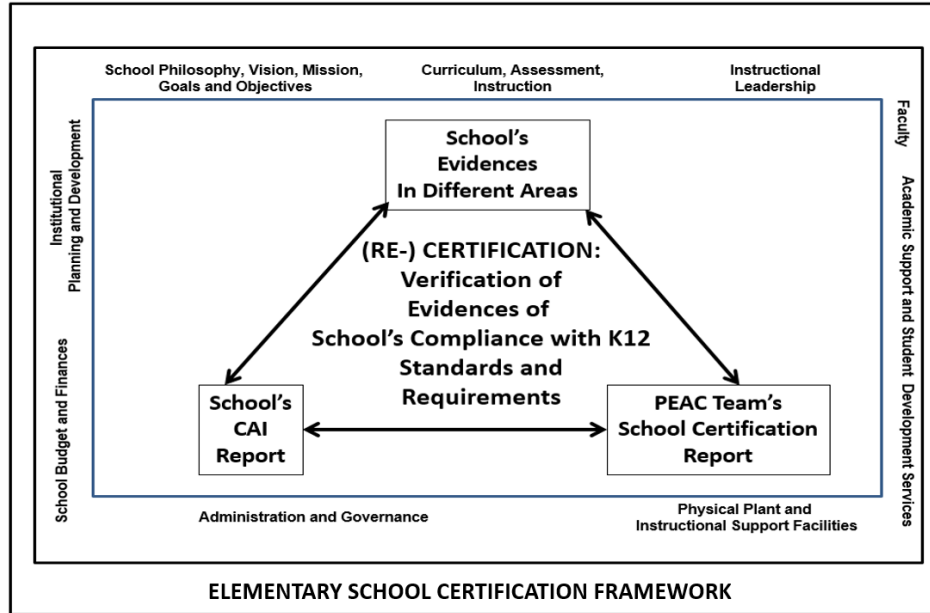 School Philosophy, Vision, Mission,
Goals and Objectives
Curriculum, Assessment,
Instruction
Instructional
Leadership
Institutional
Planning and Development
School Budget and Finances
School's
Evidences
In Different Areas
(RE-) CERTIFICATION:
Verification of
Evidences of
School's Compliance with K12
Standards and
Requirements
School's
CAI
Report
PEAC Team's
School Certification
Report
Faculty
Academic Support and Student Development Services
Administration and Governance
Physical Plant and
Instructional Support Facilities
ELEMENTARY SCHOOL CERTIFICATION FRAMEWORK